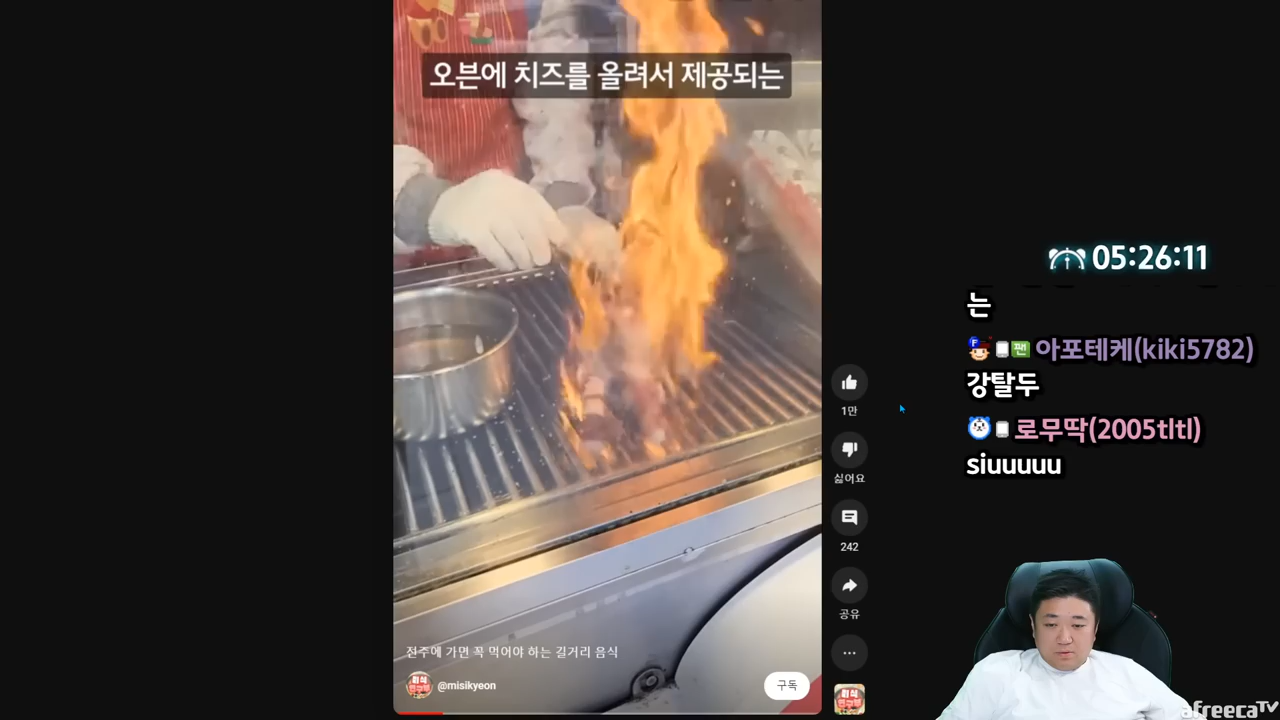 오븐에 치즈를 올려서 제공되는
05:26:11
는
팬 아포테케(kiki5782)
강탈두
로무딱(2005tltl)
siuuuuu
1만
싫어요
242
공유
전주에 가면 꼭 먹어야 하는 길거리 음식
@misikyeon
구독
afreecaTV